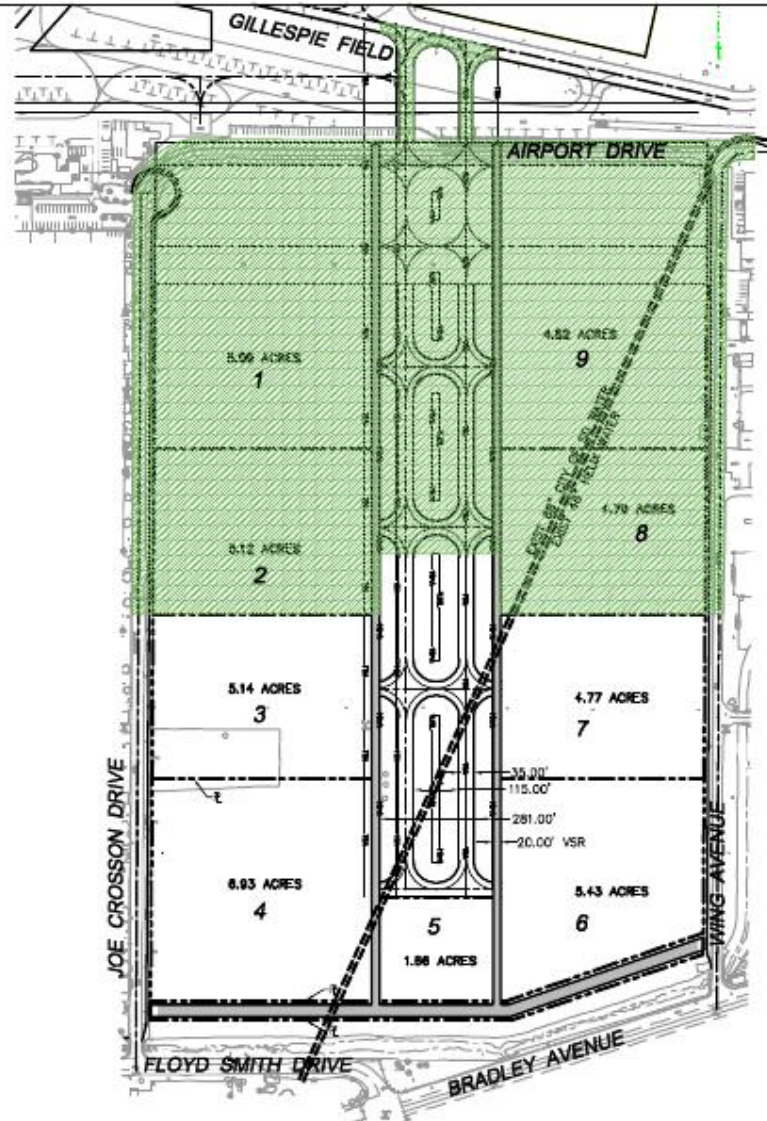 GILLESPIE FIELD
AIRPORT DRIVE
5.99 ACRES
1
4.52 ACRES
9
5.12 ACRES
2
4.79 ACRES
8
5.14 ACRES
3
4.77 ACRES
7
35.00'
115.00'
281.00'
20.00' VSR
6.93 ACRES
4
5
1.86 ACRES
5.43 ACRES
6
JOE CROSSON DRIVE
WING AVENUE
FLOYD SMITH DRIVE
BRADLEY AVENUE